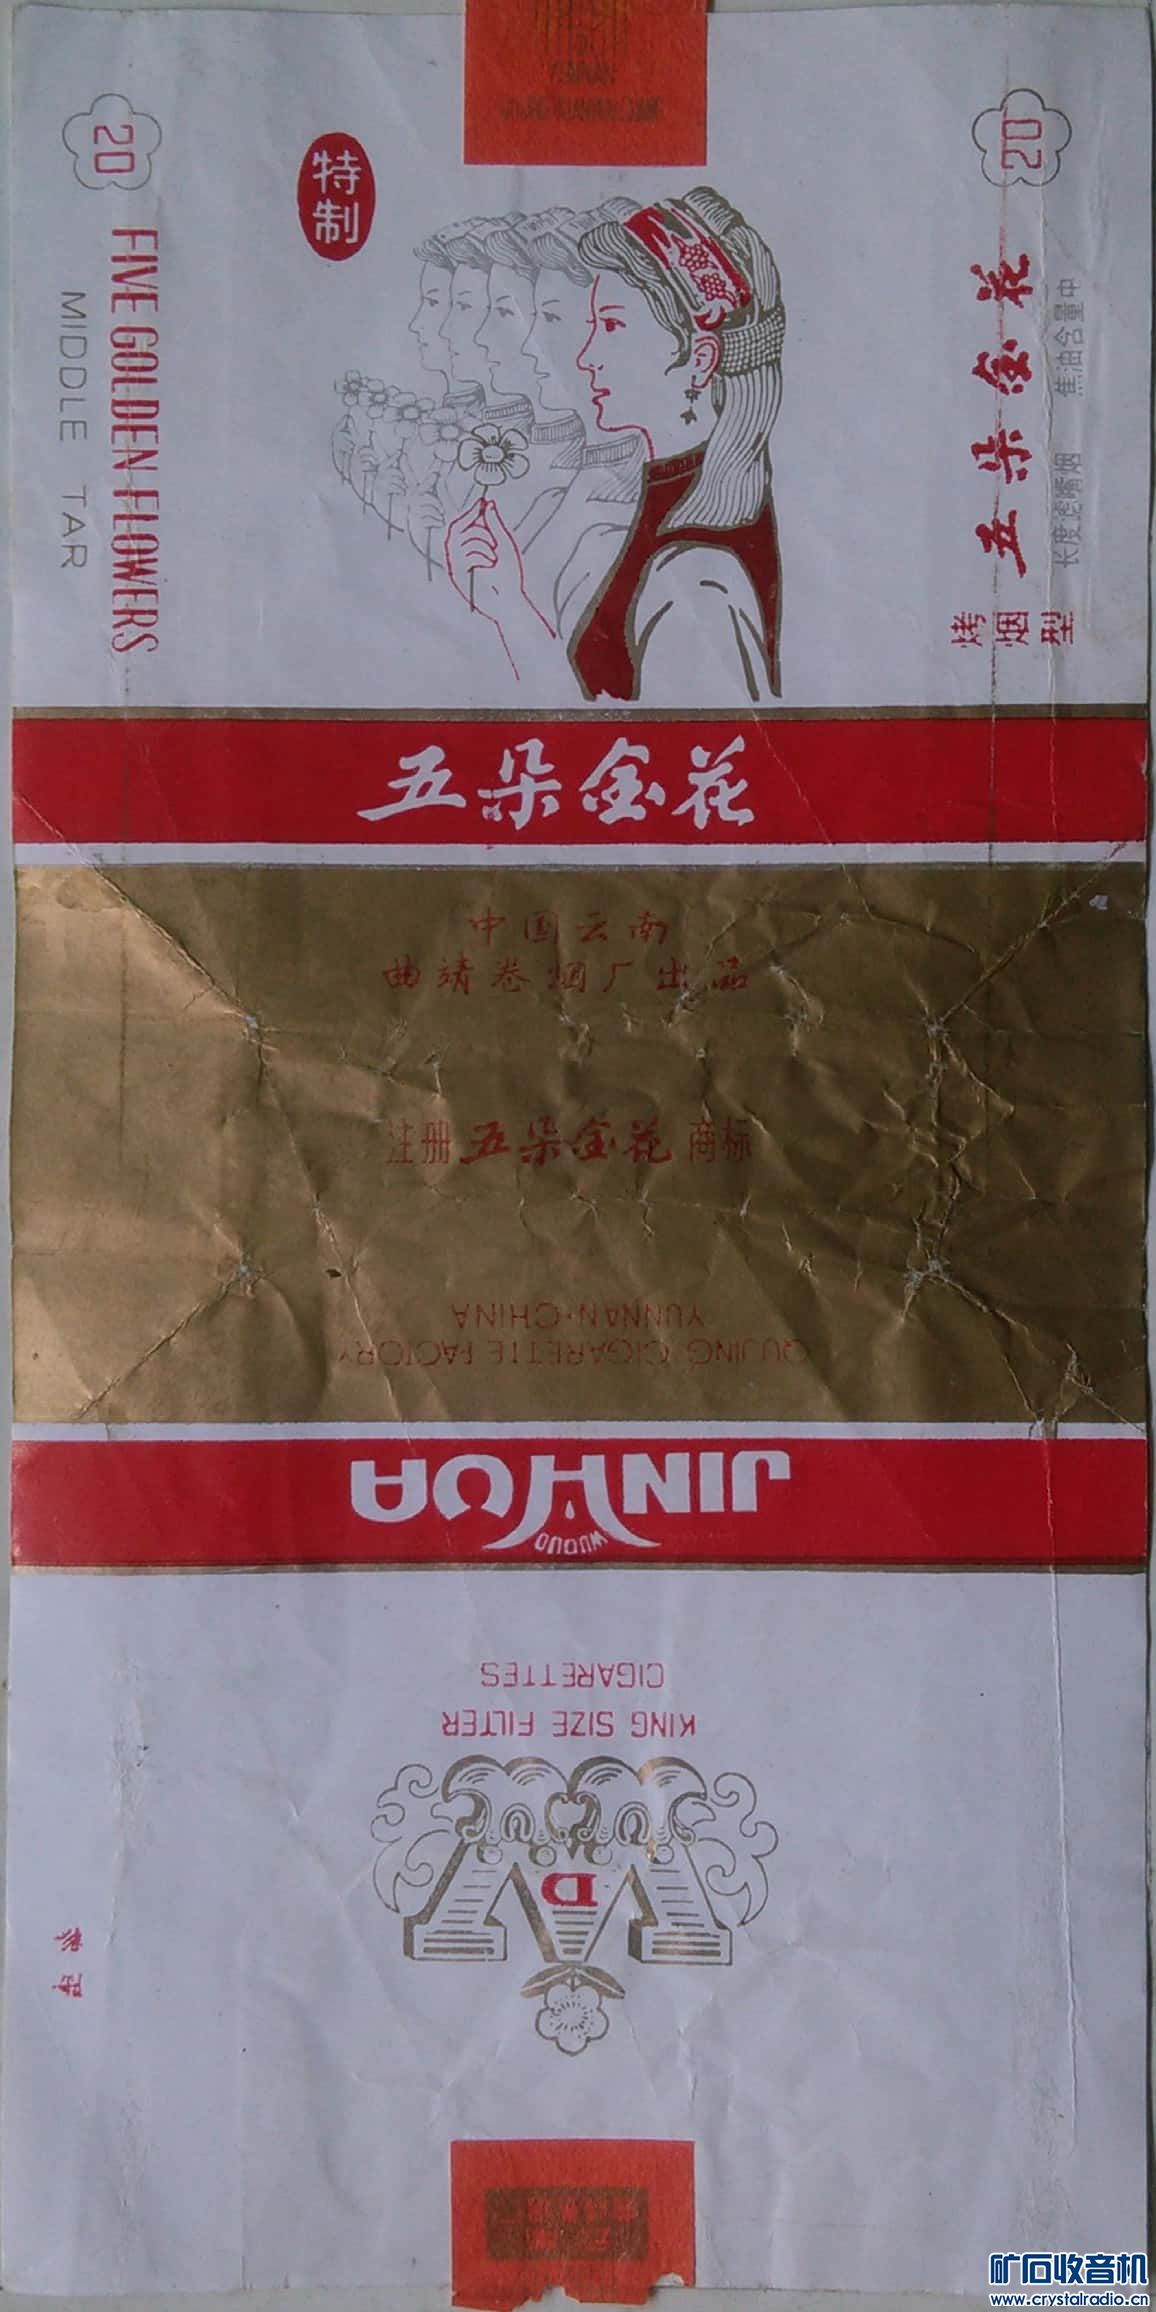 特制
20
FIVE GOLDEN FLOWERS
MIDDLE TAR
20
五朵金花
长度滤嘴烟 焦油含量中
烤烟型
五朵金花
中国云南
曲靖卷烟厂出品
注册 五朵金花 商标
QUJING CIGARETTE FACTORY
YUNNAN·CHINA
JINHUA
WUDUO
KING SIZE FILTER
CIGARETTES
D
矿石收音机
www.crystalradio.cn